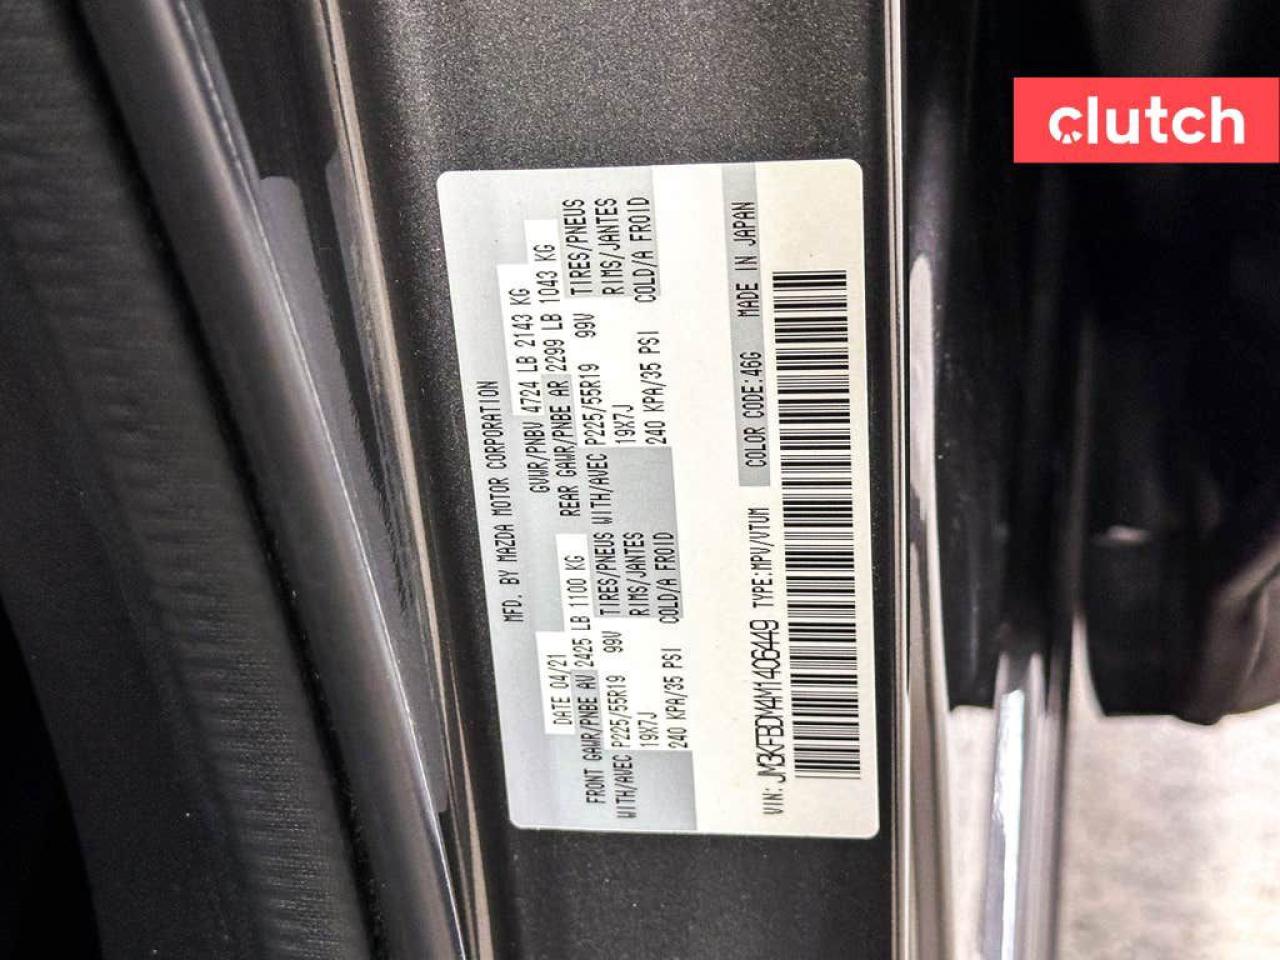 clutch
MFD. BY MAZDA MOTOR CORPORATION
DATE 04/21 GVWR/PNBV 4724 LB 2143 KG
FRONT GAWR/PNBE AV 2425 LB 1100 KG REAR GAWR/PNBE AR 2299 LB 1043 KG
WITH/AVEC P225/55R19 99V TIRES/PNEUS WITH/AVEC P225/55R19 99V TIRES/PNEUS
19X7J RIMS/JANTES 19X7J RIMS/JANTES
240 KPA/35 PSI COLD/A FROID 240 KPA/35 PSI COLD/A FROID
COLOR CODE:46G MADE IN JAPAN
VIN: JM3KFBDM4M1406449 TYPE:MPV/VTUM